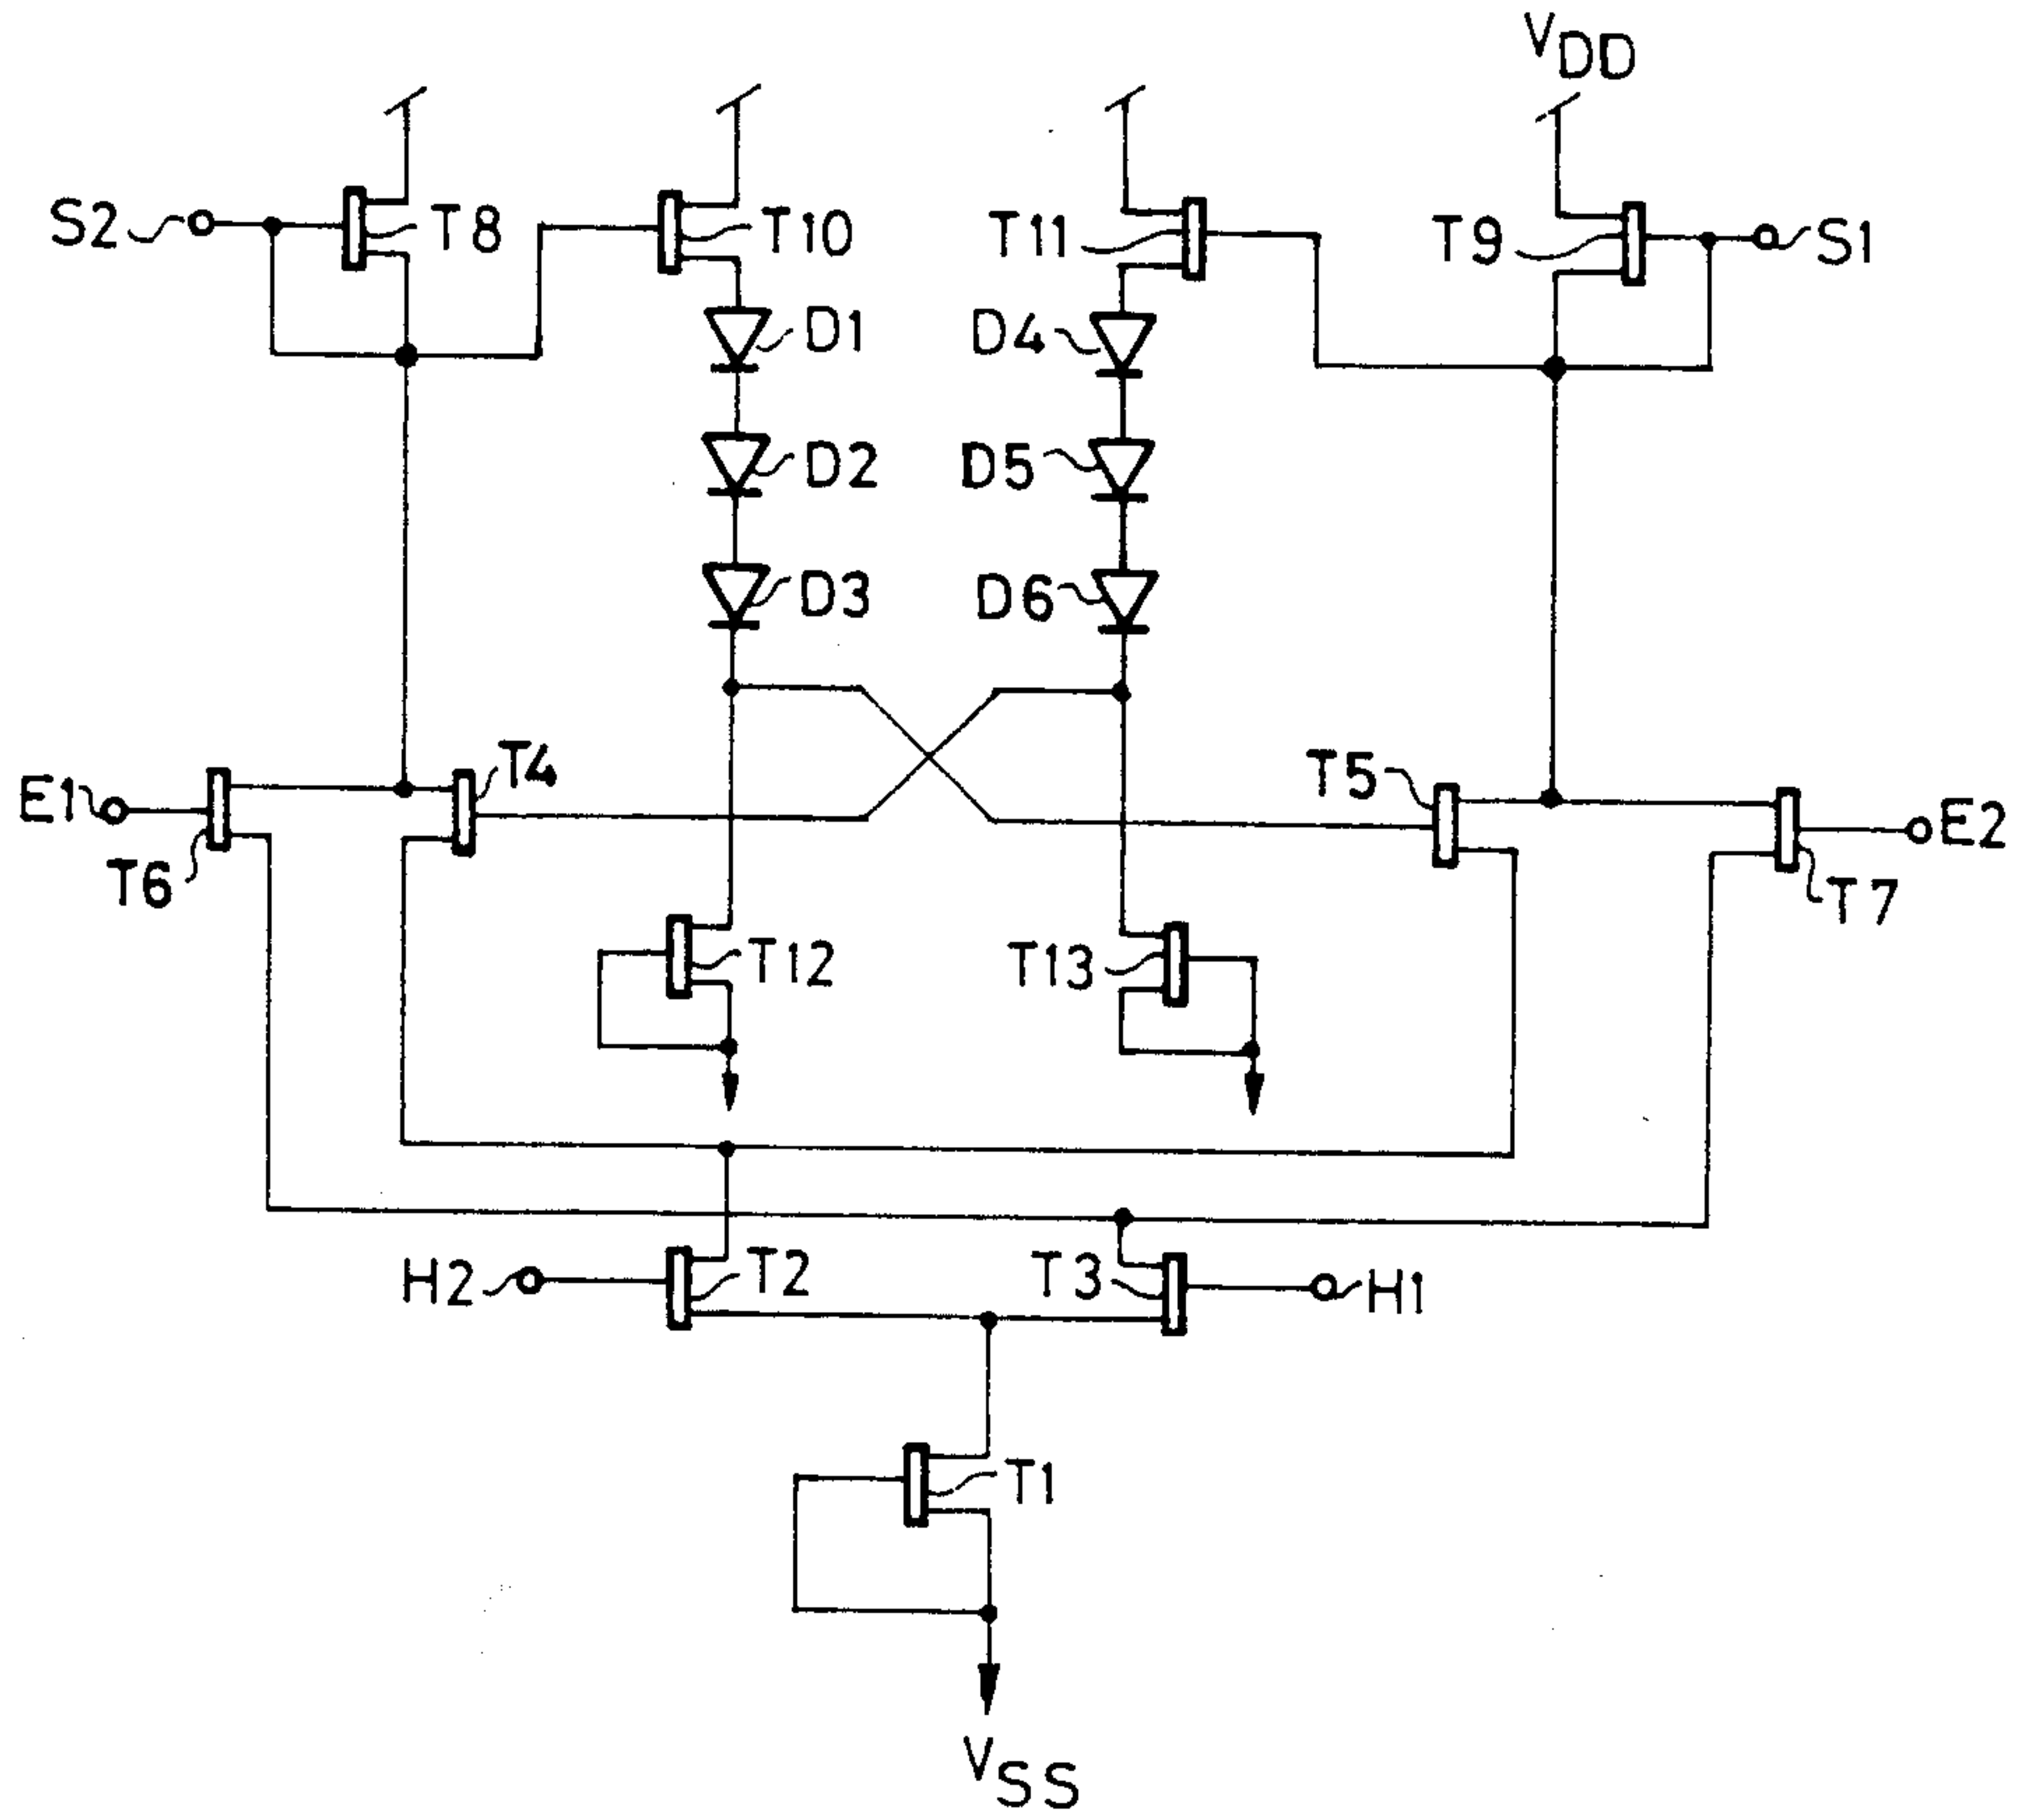 VDD
S2
T8
T10
T11
T9
S1
D1
D4
D2
D5
D3
D6
E1
T4
T5
E2
T6
T7
T12
T13
H2
T2
T3
H1
T1
VSS